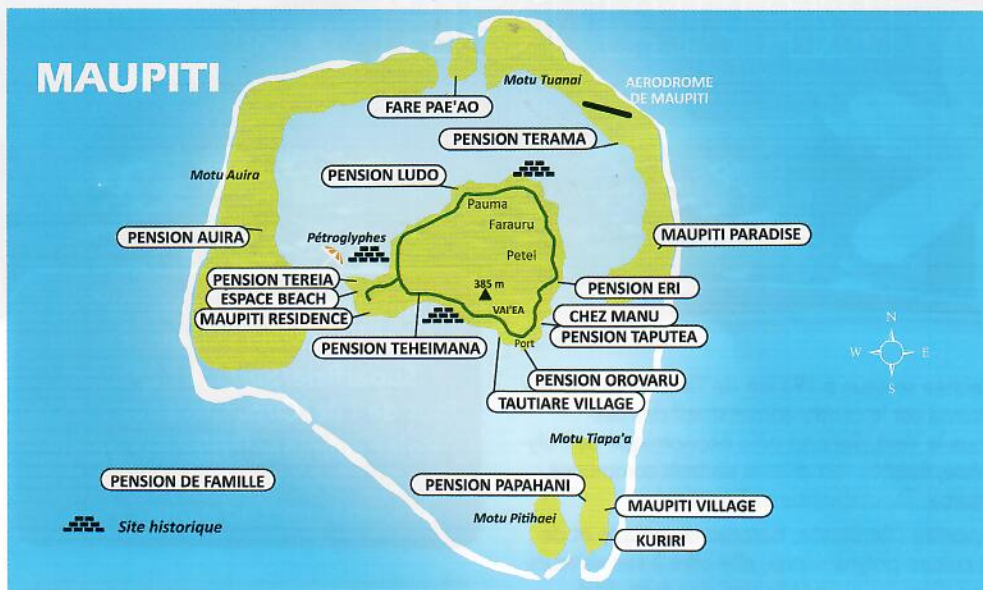 MAUPITI
Motu Tuanai
AERODROME
DE MAUPITI
FARE PAE'AO
PENSION TERAMA
PENSION LUDO
Motu Auira
Pauma
Farauru
PENSION AUIRA
Pétroglyphes
Petei
MAUPITI PARADISE
PENSION TEREIA
ESPACE BEACH
MAUPITI RESIDENCE
385 m
VAI'EA
PENSION ERI
CHEZ MANU
PENSION TAPUTEA
PENSION TEHEIMANA
Port
PENSION OROVARU
TAUTIARE VILLAGE
N
W
E
S
Motu Tiapa'a
PENSION DE FAMILLE
PENSION PAPAHANI
Motu Pitihaei
MAUPITI VILLAGE
Site historique
KURIRI